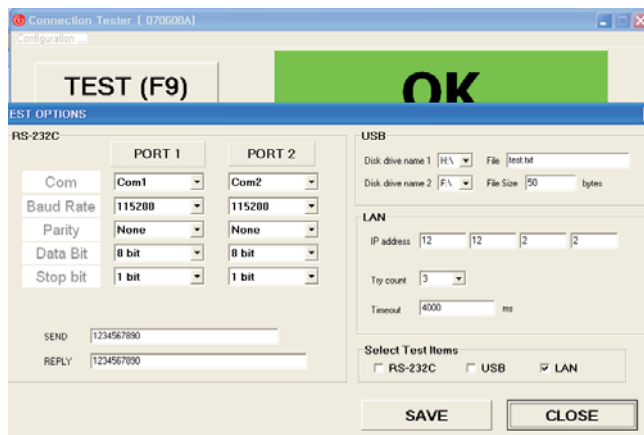 Connection Tester [ 070608A]
Configuration ...
TEST (F9)
OK
TEST OPTIONS
RS-232C
PORT 1 PORT 2
Com Com1 Com2
Baud Rate 115200 115200
Parity None None
Data Bit 8 bit 8 bit
Stop bit 1 bit 1 bit
SEND 1234567890
REPLY 1234567890
USB
Disk drive name 1 H:\ File test.txt
Disk drive name 2 F:\ File Size 50 bytes
LAN
IP address 12 12 2 2
Try count 3
Timeout 4000 ms
Select Test Items
RS-232C USB LAN
SAVE CLOSE